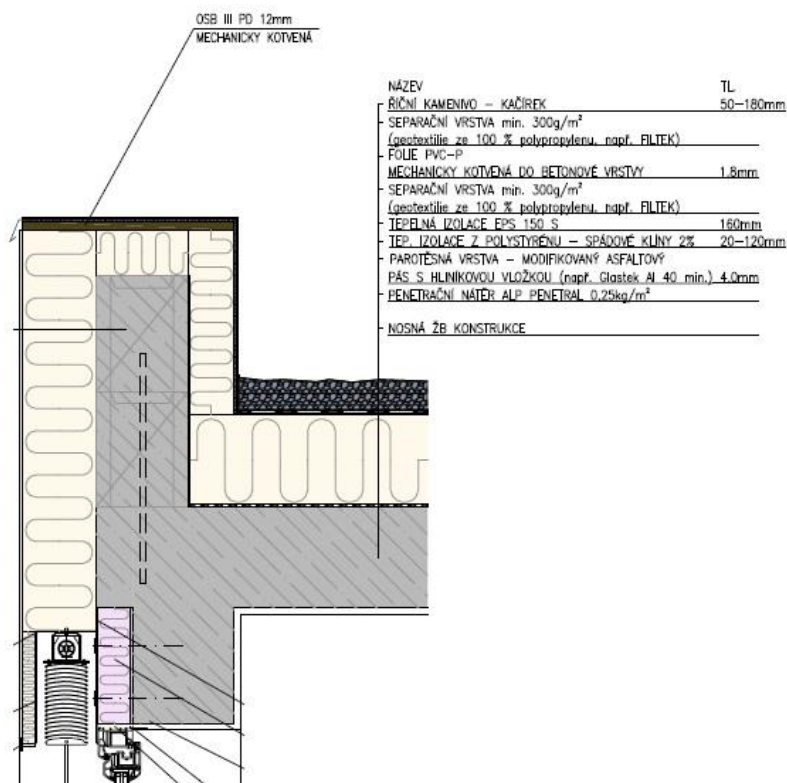 OSB III PD 12mm
MECHANICKY KOTVENÁ
NÁZEV TL.
ŘÍČNÍ KAMENIVO – KAČÍREK 50–180mm
SEPARAČNÍ VRSTVA min. 300g/m²
(geotextilie ze 100 % polypropylenu, např. FILTEK)
FOLIE PVC–P
MECHANICKY KOTVENÁ DO BETONOVÉ VRSTVY 1.8mm
SEPARAČNÍ VRSTVA min. 300g/m²
(geotextilie ze 100 % polypropylenu, např. FILTEK)
TEPELNÁ IZOLACE EPS 150 S 160mm
TEP. IZOLACE Z POLYSTYRÉNU – SPÁDOVÉ KLÍNY 2% 20–120mm
PAROTĚSNÁ VRSTVA – MODIFIKOVANÝ ASFALTOVÝ
PÁS S HLINÍKOVOU VLOŽKOU (např. Glastek Al 40 min.) 4.0mm
PENETRAČNÍ NÁTĚR ALP PENETRAL 0.25kg/m²
NOSNÁ ŽB KONSTRUKCE